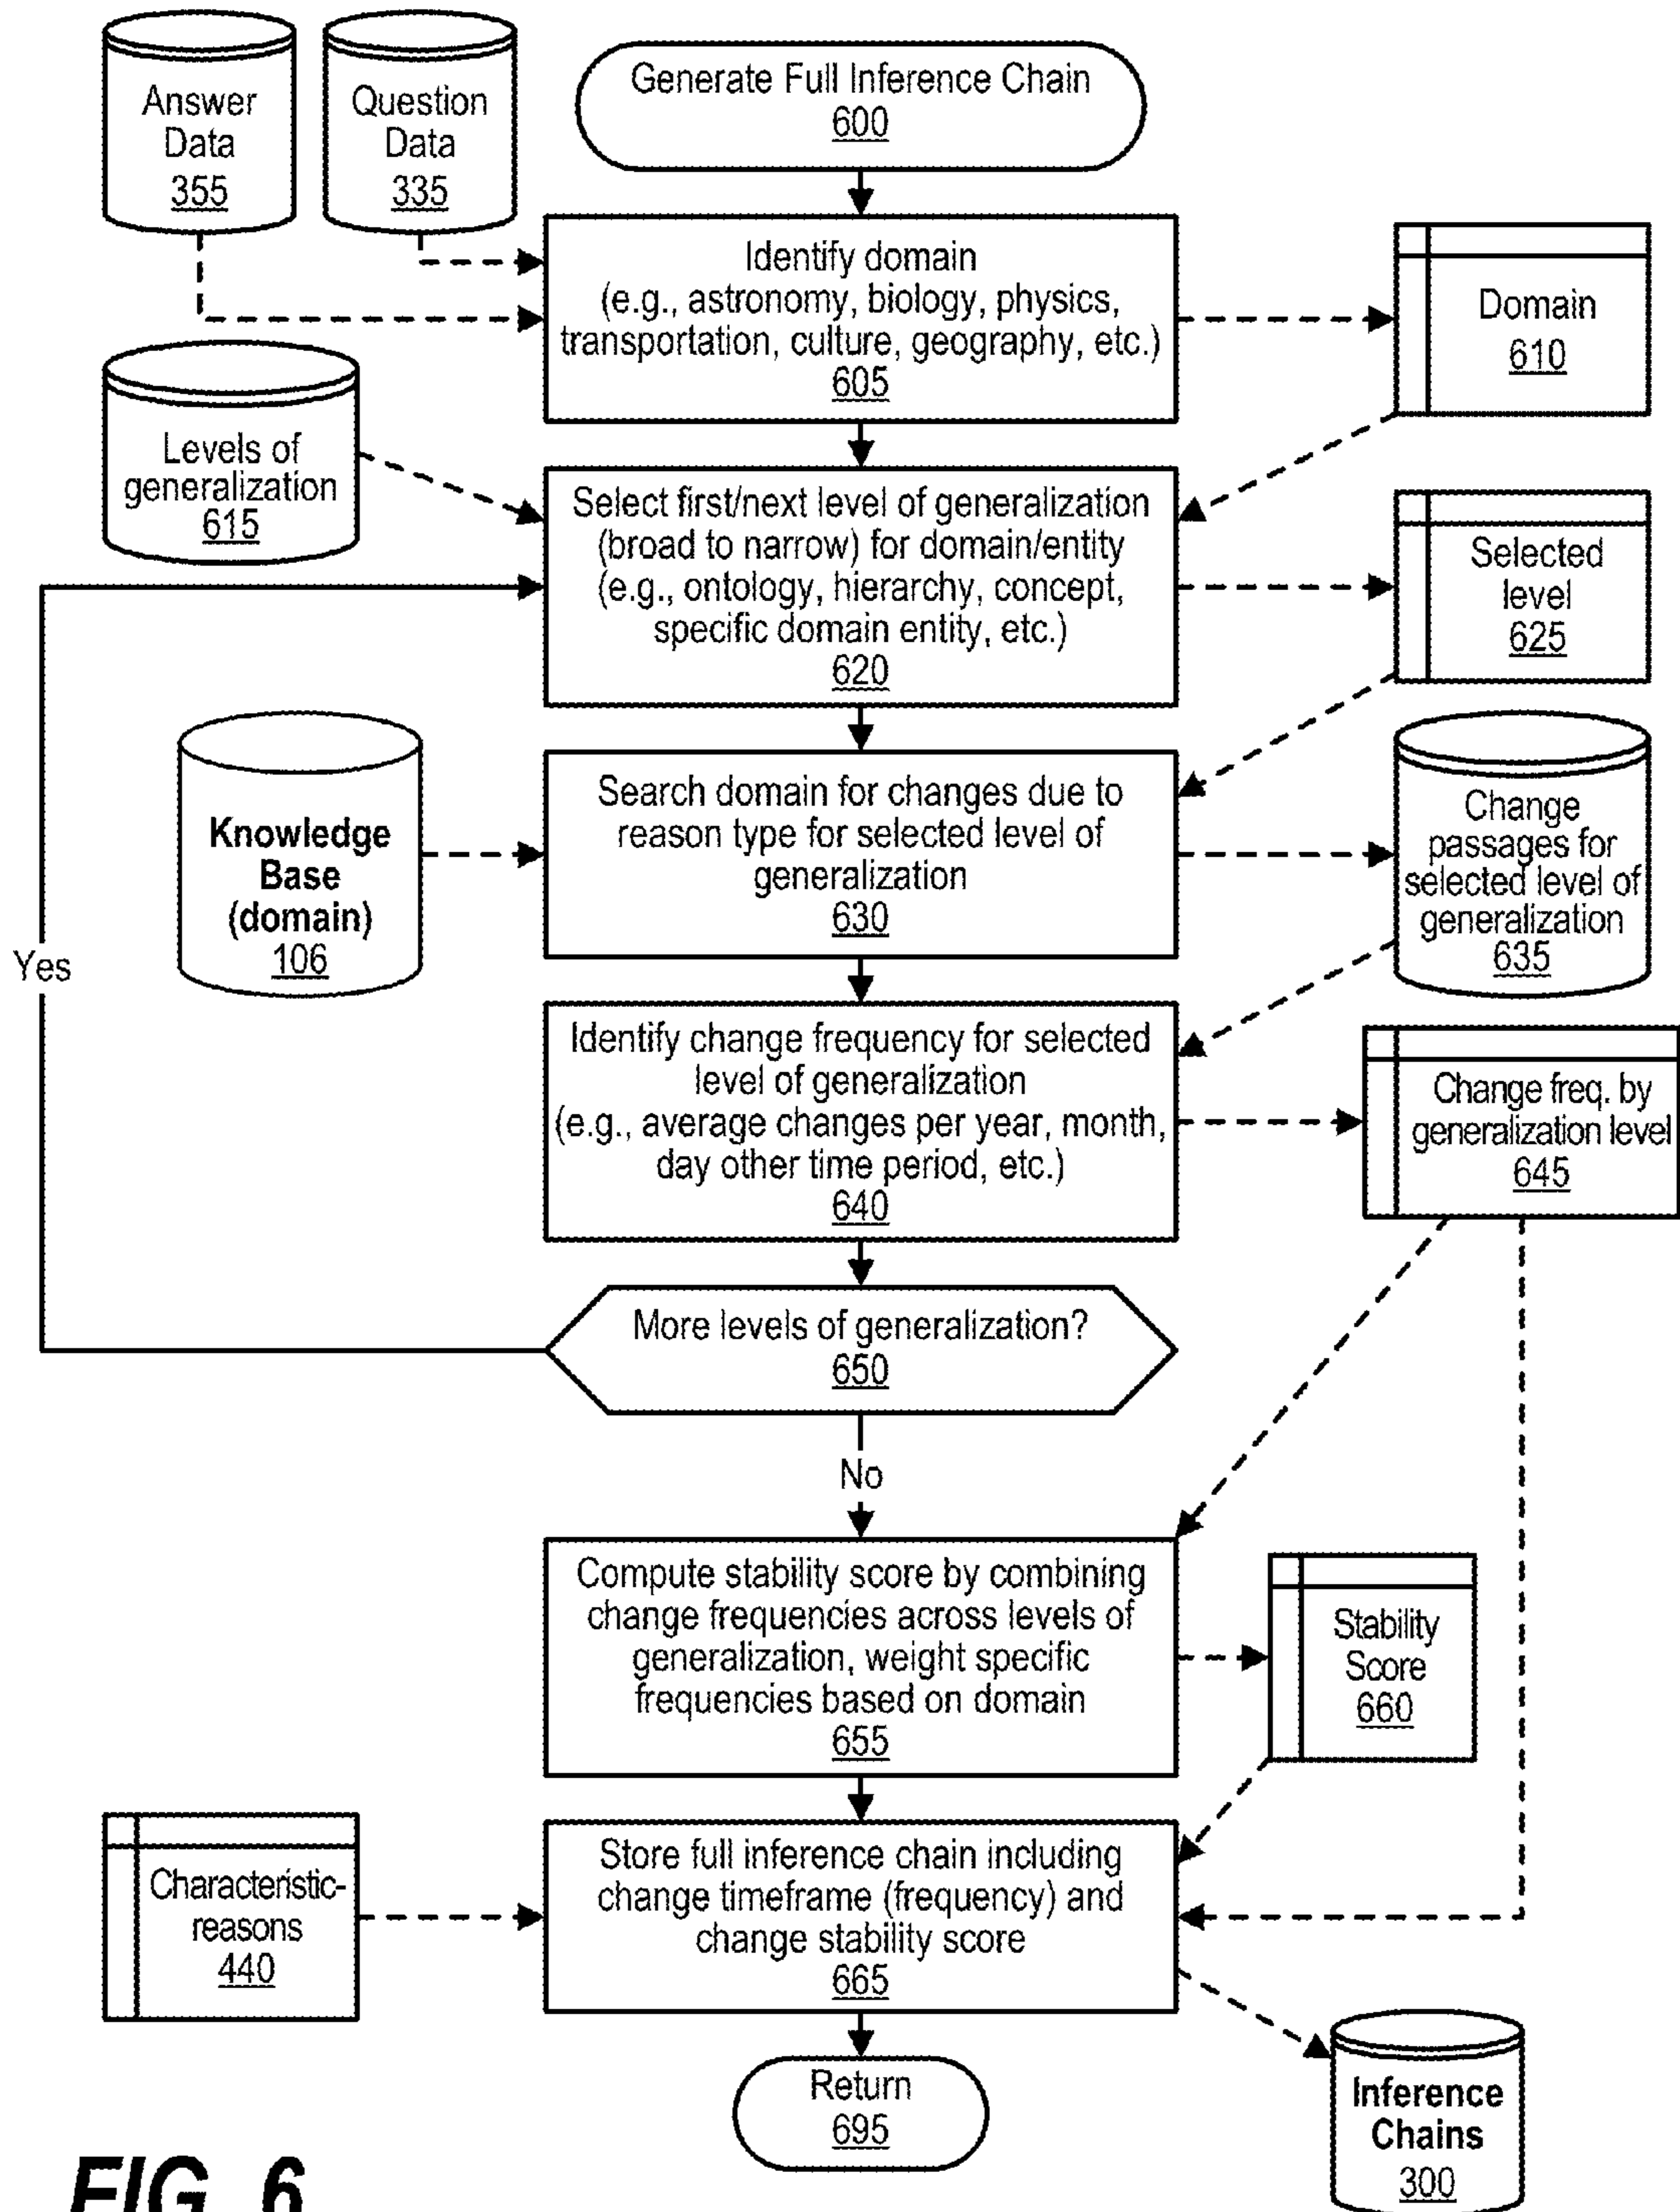 Answer
Data
355
Question
Data
335
Generate Full Inference Chain
600
Identify domain
(e.g., astronomy, biology, physics,
transportation, culture, geography, etc.)
605
Domain
610
Levels of
generalization
615
Select first/next level of generalization
(broad to narrow) for domain/entity
(e.g., ontology, hierarchy, concept,
specific domain entity, etc.)
620
Selected
level
625
Knowledge
Base
(domain)
106
Search domain for changes due to
reason type for selected level of
generalization
630
Change
passages for
selected level of
generalization
635
Yes
Identify change frequency for selected
level of generalization
(e.g., average changes per year, month,
day other time period, etc.)
640
Change freq. by
generalization level
645
More levels of generalization?
650
No
Compute stability score by combining
change frequencies across levels of
generalization, weight specific
frequencies based on domain
655
Stability
Score
660
Characteristic-
reasons
440
Store full inference chain including
change timeframe (frequency) and
change stability score
665
Return
695
Inference
Chains
300
FIG. 6